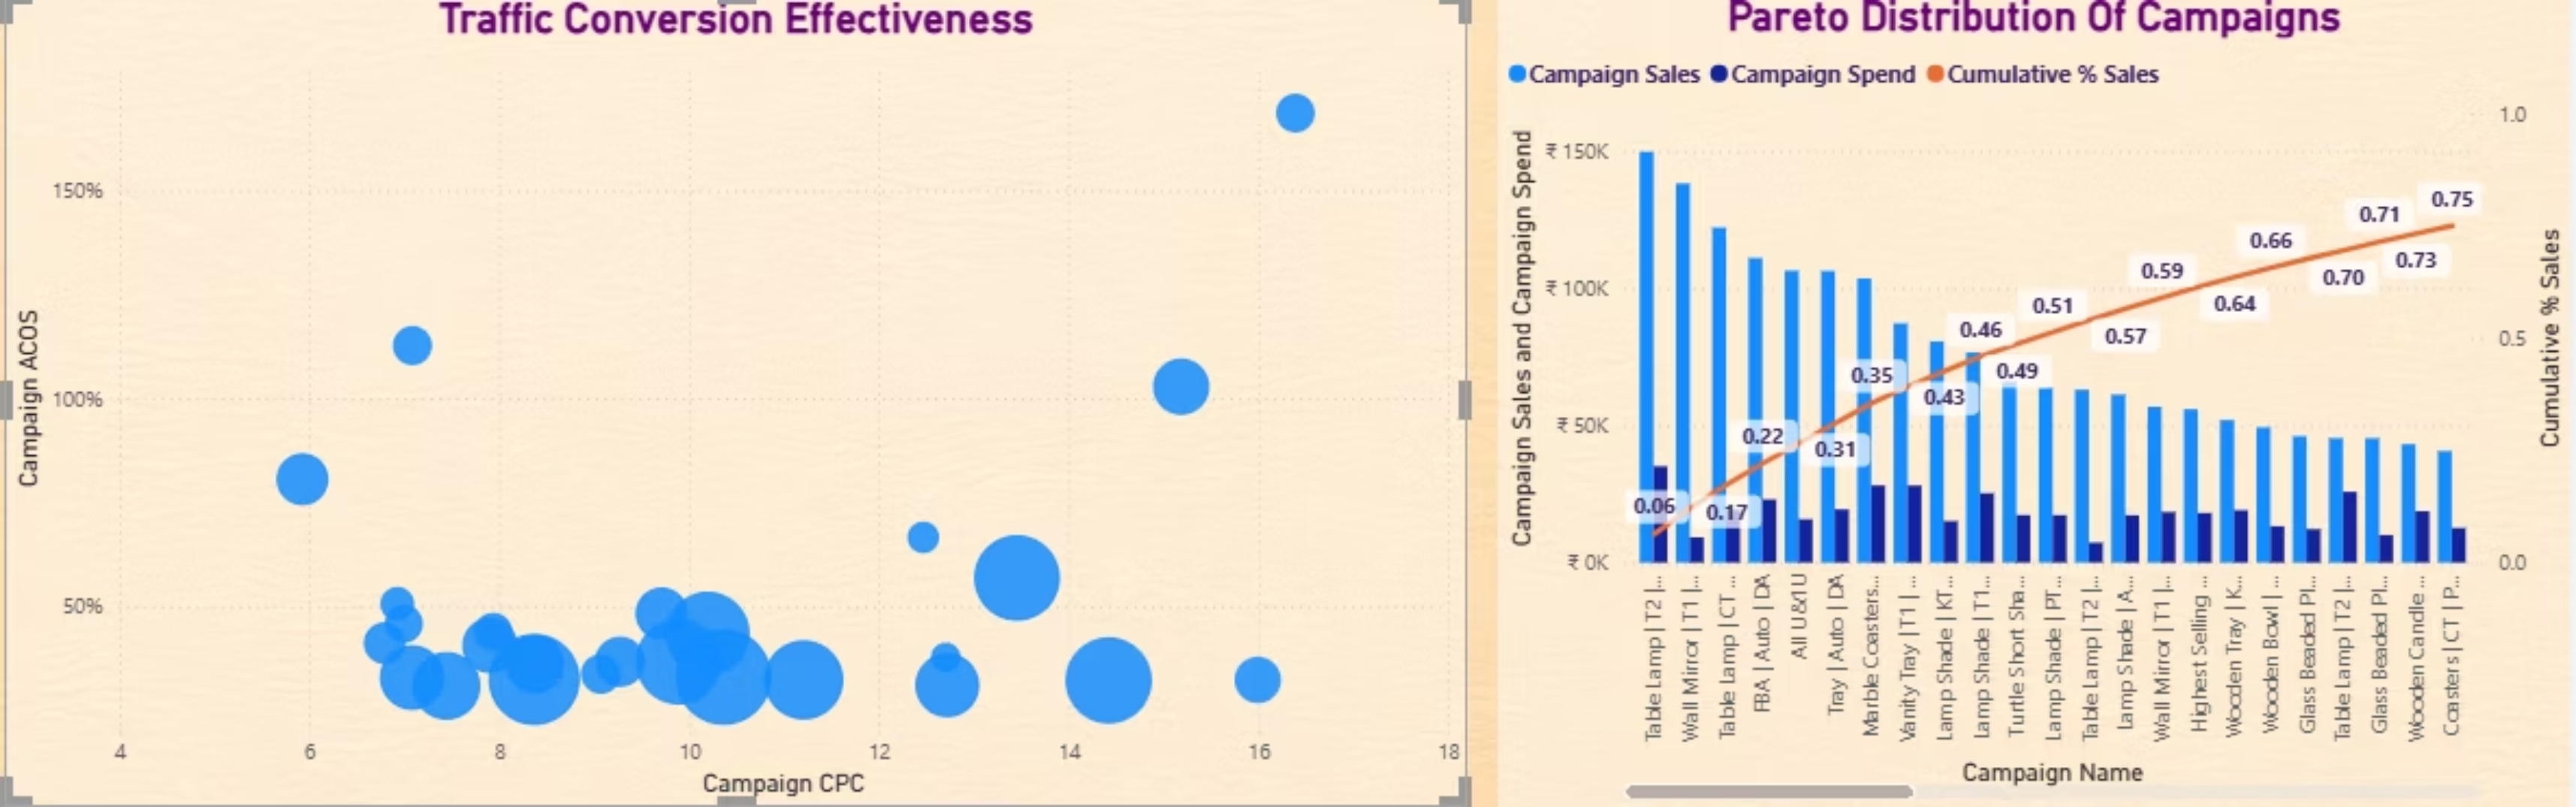 Traffic Conversion Effectiveness
150%
100%
50%
Campaign ACOS
4 6 8 10 12 14 16 18
Campaign CPC
Pareto Distribution Of Campaigns
Campaign Sales Campaign Spend Cumulative % Sales
Campaign Sales and Campaign Spend
₹ 150K
₹ 100K
₹ 50K
₹ 0K
1.0
0.5
0.0
Cumulative % Sales
0.06
0.17
0.22
0.31
0.35
0.43
0.46
0.49
0.51
0.57
0.59
0.64
0.66
0.70
0.71
0.73
0.75
Table Lamp | T2 |...
Wall Mirror | T1 |...
Table Lamp | CT ...
FBA | Auto | DA
All U&I1U
Tray | Auto | DA
Marble Coasters...
Vanity Tray | T1 |...
Lamp Shade | KT...
Lamp Shade | T1...
Turtle Short Sha...
Lamp Shade | PT...
Table Lamp | T2 |...
Lamp Shade | A...
Wall Mirror | T1 |...
Highest Selling ...
Wooden Tray | K...
Wooden Bowl | ...
Glass Beaded Pl...
Table Lamp | T2 |...
Glass Beaded Pl...
Wooden Candle ...
Coasters | CT | P...
Campaign Name